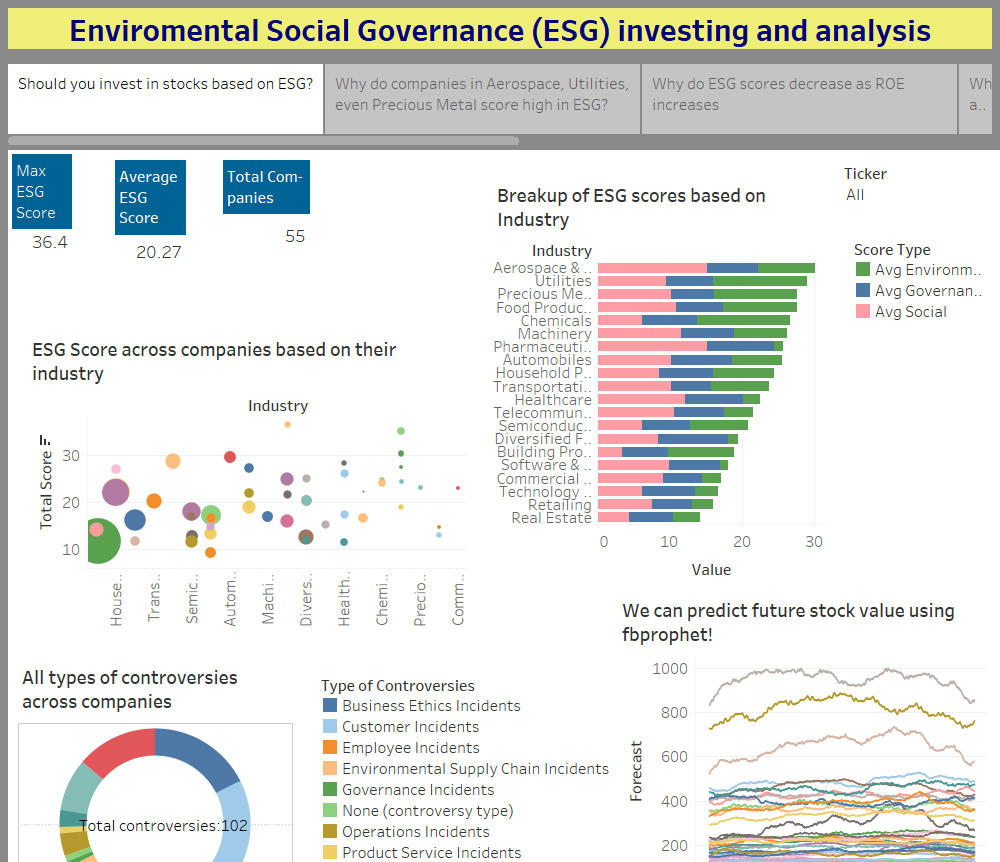 Enviromental Social Governance (ESG) investing and analysis
Should you invest in stocks based on ESG?
Why do companies in Aerospace, Utilities,
even Precious Metal score high in ESG?
Why do ESG scores decrease as ROE
increases
Wh
a..
Max
ESG
Score
36.4
Average
ESG
Score
20.27
Total Com-
panies
55
Ticker
All
Breakup of ESG scores based on
Industry
Industry
Aerospace & ..
Utilities
Precious Me..
Food Produc..
Chemicals
Machinery
Pharmaceuti..
Automobiles
Household P..
Transportati..
Healthcare
Telecommun..
Semiconduc..
Diversified F..
Building Pro..
Software & ..
Commercial ..
Technology ..
Retailing
Real Estate
0 10 20 30
Value
Score Type
Avg Environm..
Avg Governan..
Avg Social
ESG Score across companies based on their
industry
Industry
Total Score
30
20
10
House..
Trans..
Semic..
Autom..
Machi..
Divers..
Health..
Chemi..
Precio..
Comm..
We can predict future stock value using
fbprophet!
Forecast
1000
800
600
400
200
All types of controversies
across companies
Total controversies:102
Type of Controversies
Business Ethics Incidents
Customer Incidents
Employee Incidents
Environmental Supply Chain Incidents
Governance Incidents
None (controversy type)
Operations Incidents
Product Service Incidents